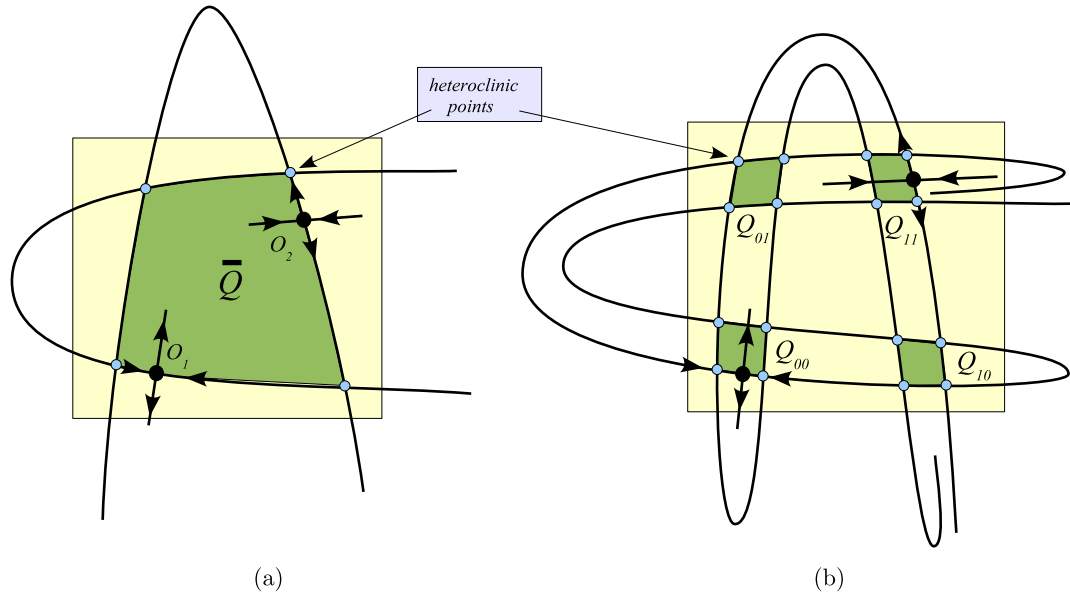 heteroclinic
points
O₂
Q̄
O₁
Q₀₁
Q₁₁
Q₀₀
Q₁₀
(a)
(b)